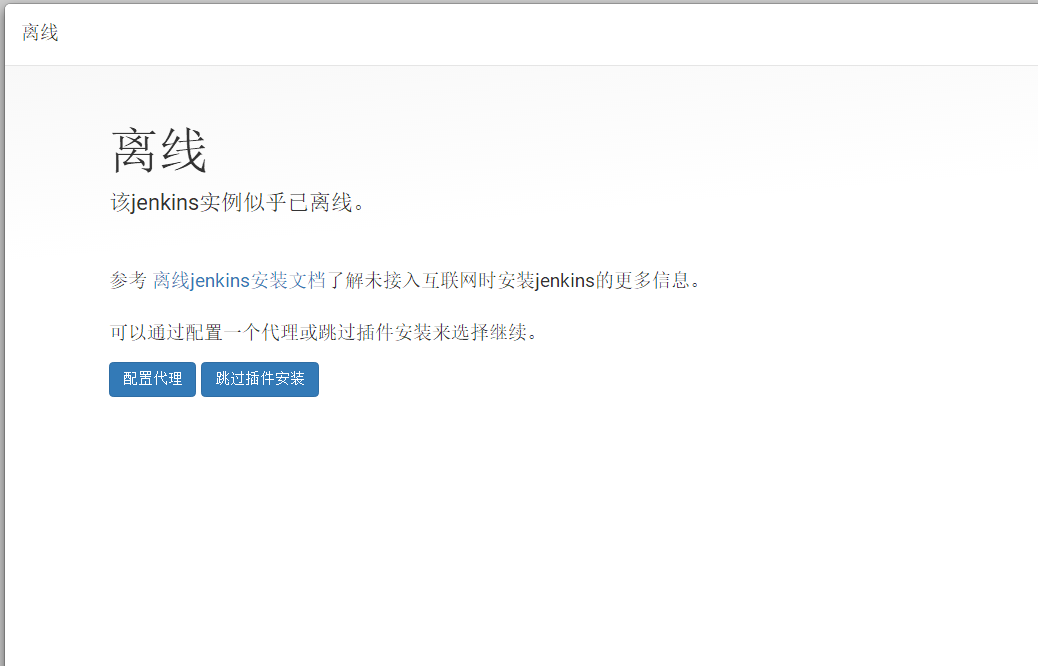 离线
离线
该jenkins实例似乎已离线。
参考 离线jenkins安装文档了解未接入互联网时安装jenkins的更多信息。
可以通过配置一个代理或跳过插件安装来选择继续。
配置代理 跳过插件安装